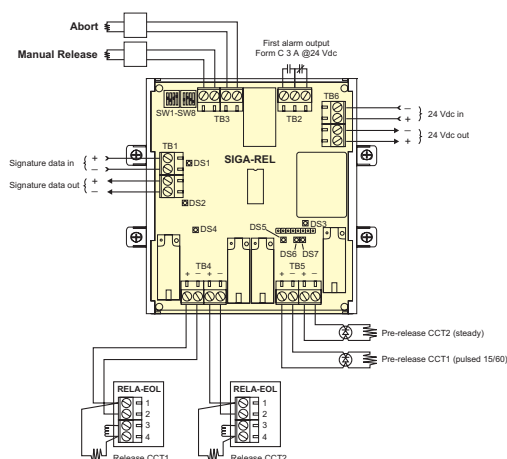 Abort
Manual Release
First alarm output
Form C 3 A @24 Vdc
SW1-SW8
TB3
TB2
TB6
– 24 Vdc in
+
– 24 Vdc out
+
TB1
SIGA-REL
Signature data in + –
Signature data out + –
DS1
DS2
DS3
DS4
DS5
DS6 DS7
TB4
+ – + –
TB5
+ – + –
Pre-release CCT2 (steady)
Pre-release CCT1 (pulsed 15/60)
RELA-EOL
1
2
3
4
Release CCT1
RELA-EOL
1
2
3
4
Release CCT2